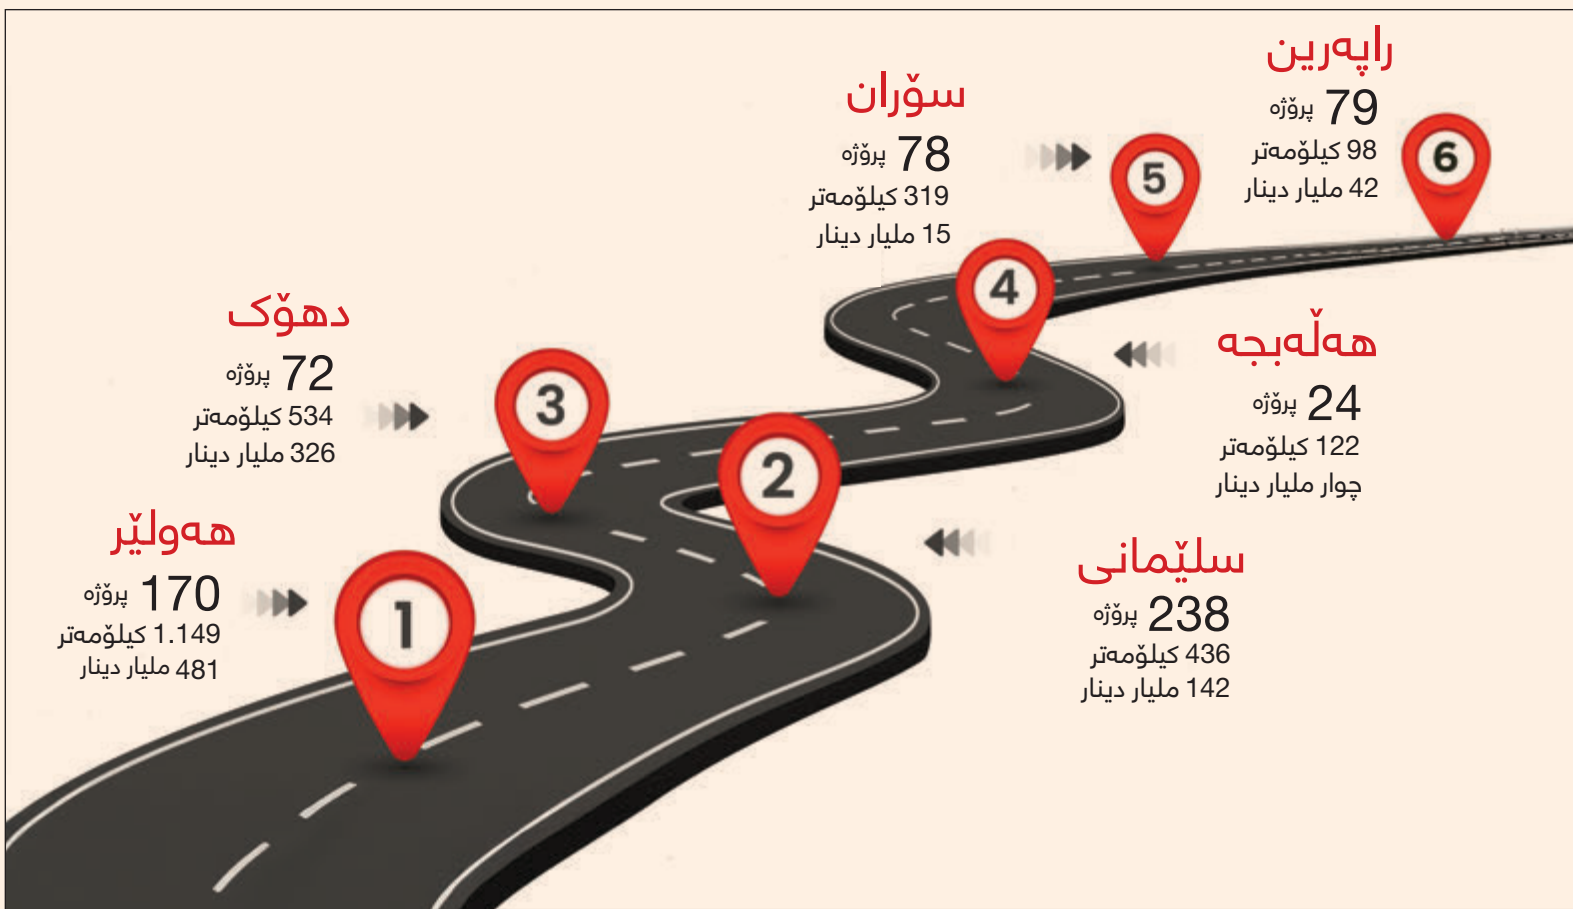 هەولێر
170 پرۆژە
1.149 کیلۆمەتر
481 ملیار دینار
1
سلێمانی
238 پرۆژە
436 کیلۆمەتر
142 ملیار دینار
2
دهۆک
72 پرۆژە
534 کیلۆمەتر
326 ملیار دینار
3
هەڵەبجە
24 پرۆژە
122 کیلۆمەتر
چوار ملیار دینار
4
سۆران
78 پرۆژە
319 کیلۆمەتر
15 ملیار دینار
5
راپەرین
79 پرۆژە
98 کیلۆمەتر
42 ملیار دینار
6